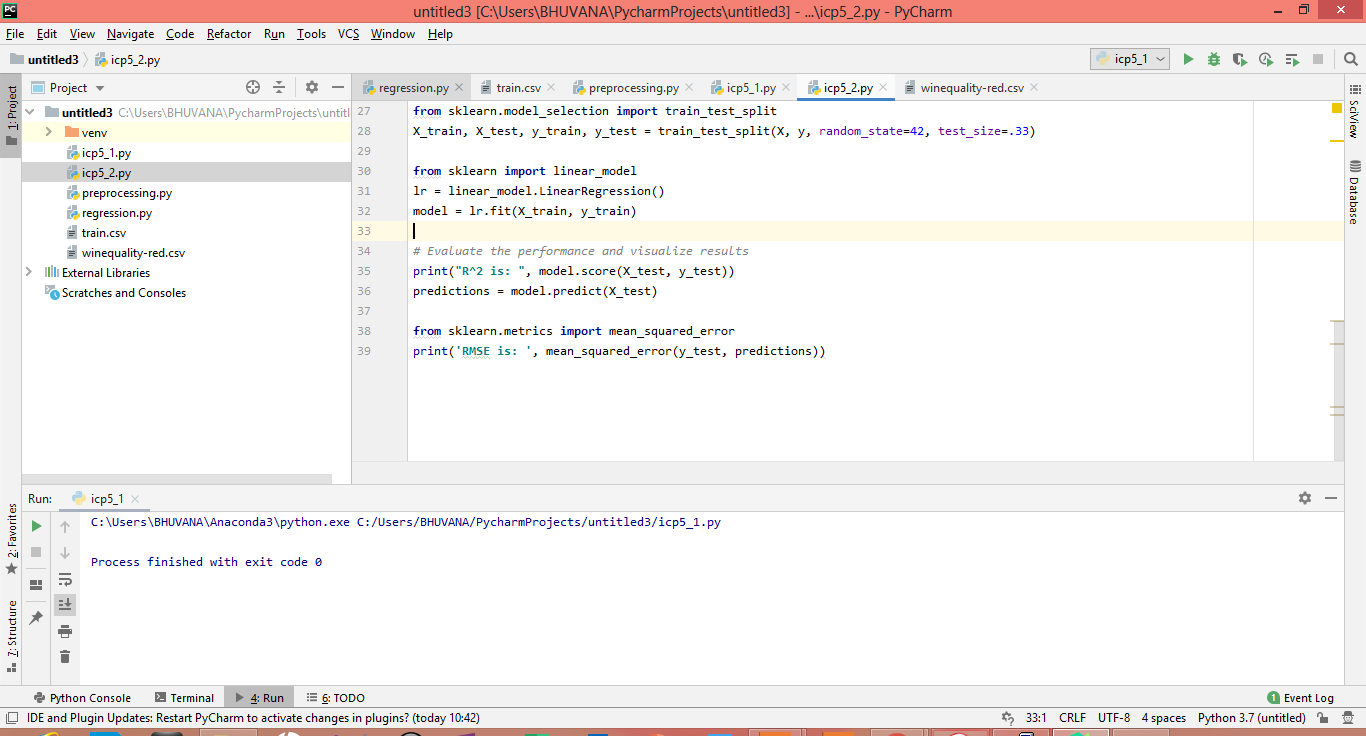 PC
untitled3 [C:\Users\BHUVANA\PycharmProjects\untitled3] - ...\icp5_2.py - PyCharm
File Edit View Navigate Code Refactor Run Tools VCS Window Help
untitled3 icp5_2.py
icp5_1
Project
regression.py train.csv preprocessing.py icp5_1.py icp5_2.py winequality-red.csv
1: Project
untitled3 C:\Users\BHUVANA\PycharmProjects\untitl
venv
icp5_1.py
icp5_2.py
preprocessing.py
regression.py
train.csv
winequality-red.csv
External Libraries
Scratches and Consoles
27 from sklearn.model_selection import train_test_split
28 X_train, X_test, y_train, y_test = train_test_split(X, y, random_state=42, test_size=.33)
29
30 from sklearn import linear_model
31 lr = linear_model.LinearRegression()
32 model = lr.fit(X_train, y_train)
33
34 # Evaluate the performance and visualize results
35 print("R^2 is: ", model.score(X_test, y_test))
36 predictions = model.predict(X_test)
37
38 from sklearn.metrics import mean_squared_error
39 print('RMSE is: ', mean_squared_error(y_test, predictions))
SciView
Database
Run: icp5_1
C:\Users\BHUVANA\Anaconda3\python.exe C:/Users/BHUVANA/PycharmProjects/untitled3/icp5_1.py
Process finished with exit code 0
2: Favorites
7: Structure
Python Console Terminal 4: Run 6: TODO 1 Event Log
IDE and Plugin Updates: Restart PyCharm to activate changes in plugins? (today 10:42) 33:1 CRLF UTF-8 4 spaces Python 3.7 (untitled)